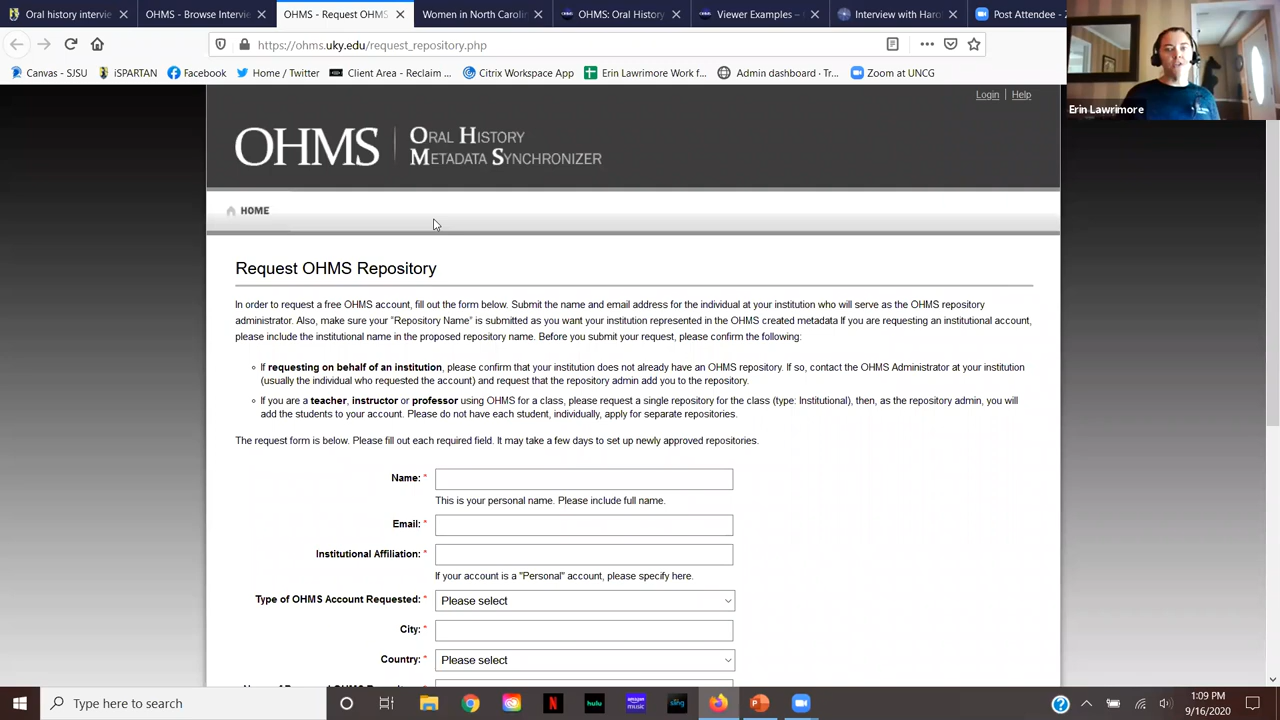 Oral history intervie
OHMS - Browse Intervie
OHMS - Request OHMS
Women in North Carolin
OHMS: Oral History
Viewer Examples –
Interview with Harol
Post Attendee - Z
https://ohms.uky.edu/request_repository.php
Canvas - SJSU
iSPARTAN
Facebook
Home / Twitter
Client Area - Reclaim ...
Citrix Workspace App
Erin Lawrimore Work f...
Admin dashboard · Tr...
Zoom at UNCG
Erin Lawrimore
Login | Help
OHMS | ORAL HISTORY
METADATA SYNCHRONIZER
HOME
Request OHMS Repository
In order to request a free OHMS account, fill out the form below. Submit the name and email address for the individual at your institution who will serve as the OHMS repository
administrator. Also, make sure your "Repository Name" is submitted as you want your institution represented in the OHMS created metadata If you are requesting an institutional account,
please include the institutional name in the proposed repository name. Before you submit your request, please confirm the following:
If requesting on behalf of an institution, please confirm that your institution does not already have an OHMS repository. If so, contact the OHMS Administrator at your institution
(usually the individual who requested the account) and request that the repository admin add you to the repository.
If you are a teacher, instructor or professor using OHMS for a class, please request a single repository for the class (type: Institutional), then, as the repository admin, you will
add the students to your account. Please do not have each student, individually, apply for separate repositories.
The request form is below. Please fill out each required field. It may take a few days to set up newly approved repositories.
Name: *
This is your personal name. Please include full name.
Email: *
Institutional Affiliation: *
If your account is a "Personal" account, please specify here.
Type of OHMS Account Requested: * Please select
City: *
Country: * Please select
Type here to search
hulu
amazon music
sling
1:09 PM
9/16/2020